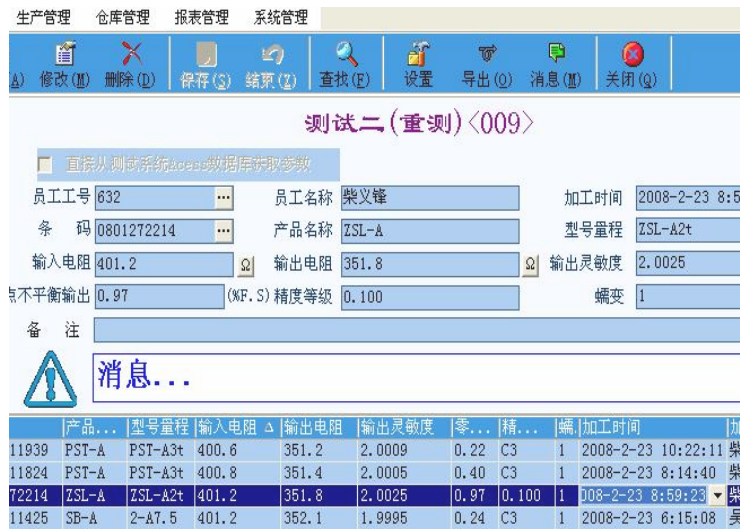 生产管理 仓库管理 报表管理 系统管理
A) 修改(M) 删除(D) 保存(S) 结束(Z) 查找(F) 设置 导出(O) 消息(M) 关闭(Q)
测试二(重测)<009>
直接从测试系统Acess数据库获取参数
员工工号 632 ... 员工名称 柴义锋 加工时间 2008-2-23 8:5
条 码 0801272214 ... 产品名称 ZSL-A 型号量程 ZSL-A2t
输入电阻 401.2 Ω 输出电阻 351.8 Ω 输出灵敏度 2.0025
点不平衡输出 0.97 (%F.S) 精度等级 0.100 蠕变 1
备 注
消息...
产品... 型号量程 输入电阻 Δ 输出电阻 输出灵敏度 零... 精... 蠕. 加工时间 加
11939 PST-A PST-A3t 400.6 351.2 2.0009 0.22 C3 1 2008-2-23 10:22:11 柴
11824 PST-A PST-A3t 400.8 351.4 2.0005 0.40 C3 1 2008-2-23 8:14:40 柴
72214 ZSL-A ZSL-A2t 401.2 351.8 2.0025 0.97 0.100 1 008-2-23 8:59:23 柴
11425 SB-A 2-A7.5 401.2 352.1 1.9995 0.24 C3 1 2008-2-23 6:15:08 吴